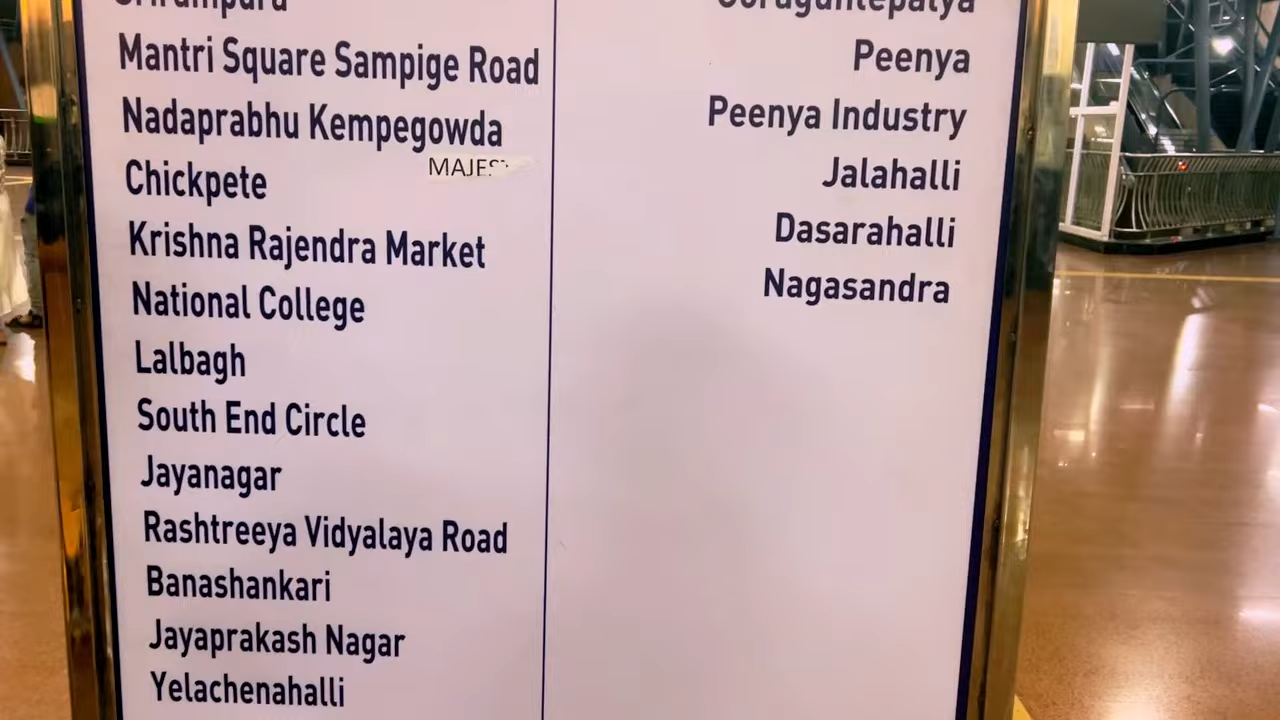 Mantri Square Sampige Road
Nadaprabhu Kempegowda
Chickpete
Krishna Rajendra Market
National College
Lalbagh
South End Circle
Jayanagar
Rashtreeya Vidyalaya Road
Banashankari
Jayaprakash Nagar
Yelachenahalli
Peenya
Peenya Industry
Jalahalli
Dasarahalli
Nagasandra